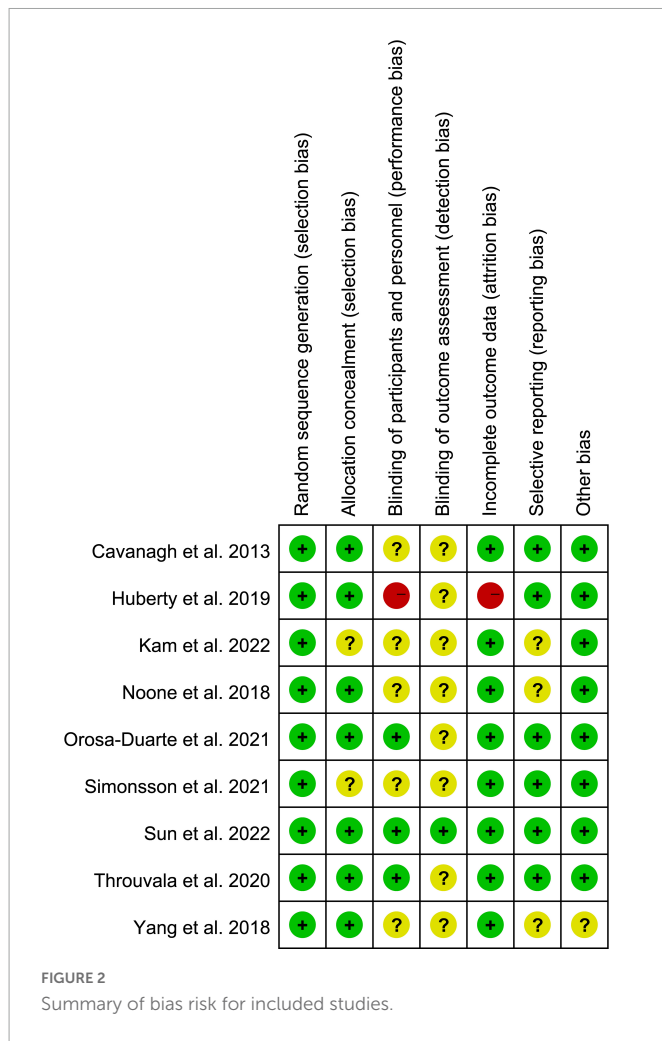 Random sequence generation (selection bias)
Allocation concealment (selection bias)
Blinding of participants and personnel (performance bias)
Blinding of outcome assessment (detection bias)
Incomplete outcome data (attrition bias)
Selective reporting (reporting bias)
Other bias
Cavanagh et al. 2013 + + ? ? + + +
Huberty et al. 2019 + + − ? − + +
Kam et al. 2022 + ? ? ? + ? +
Noone et al. 2018 + + ? ? + ? +
Orosa-Duarte et al. 2021 + + + ? + + +
Simonsson et al. 2021 + ? ? ? + + +
Sun et al. 2022 + + + + + + +
Throuvala et al. 2020 + + + ? + + +
Yang et al. 2018 + + ? ? + ? ?
FIGURE 2
Summary of bias risk for included studies.